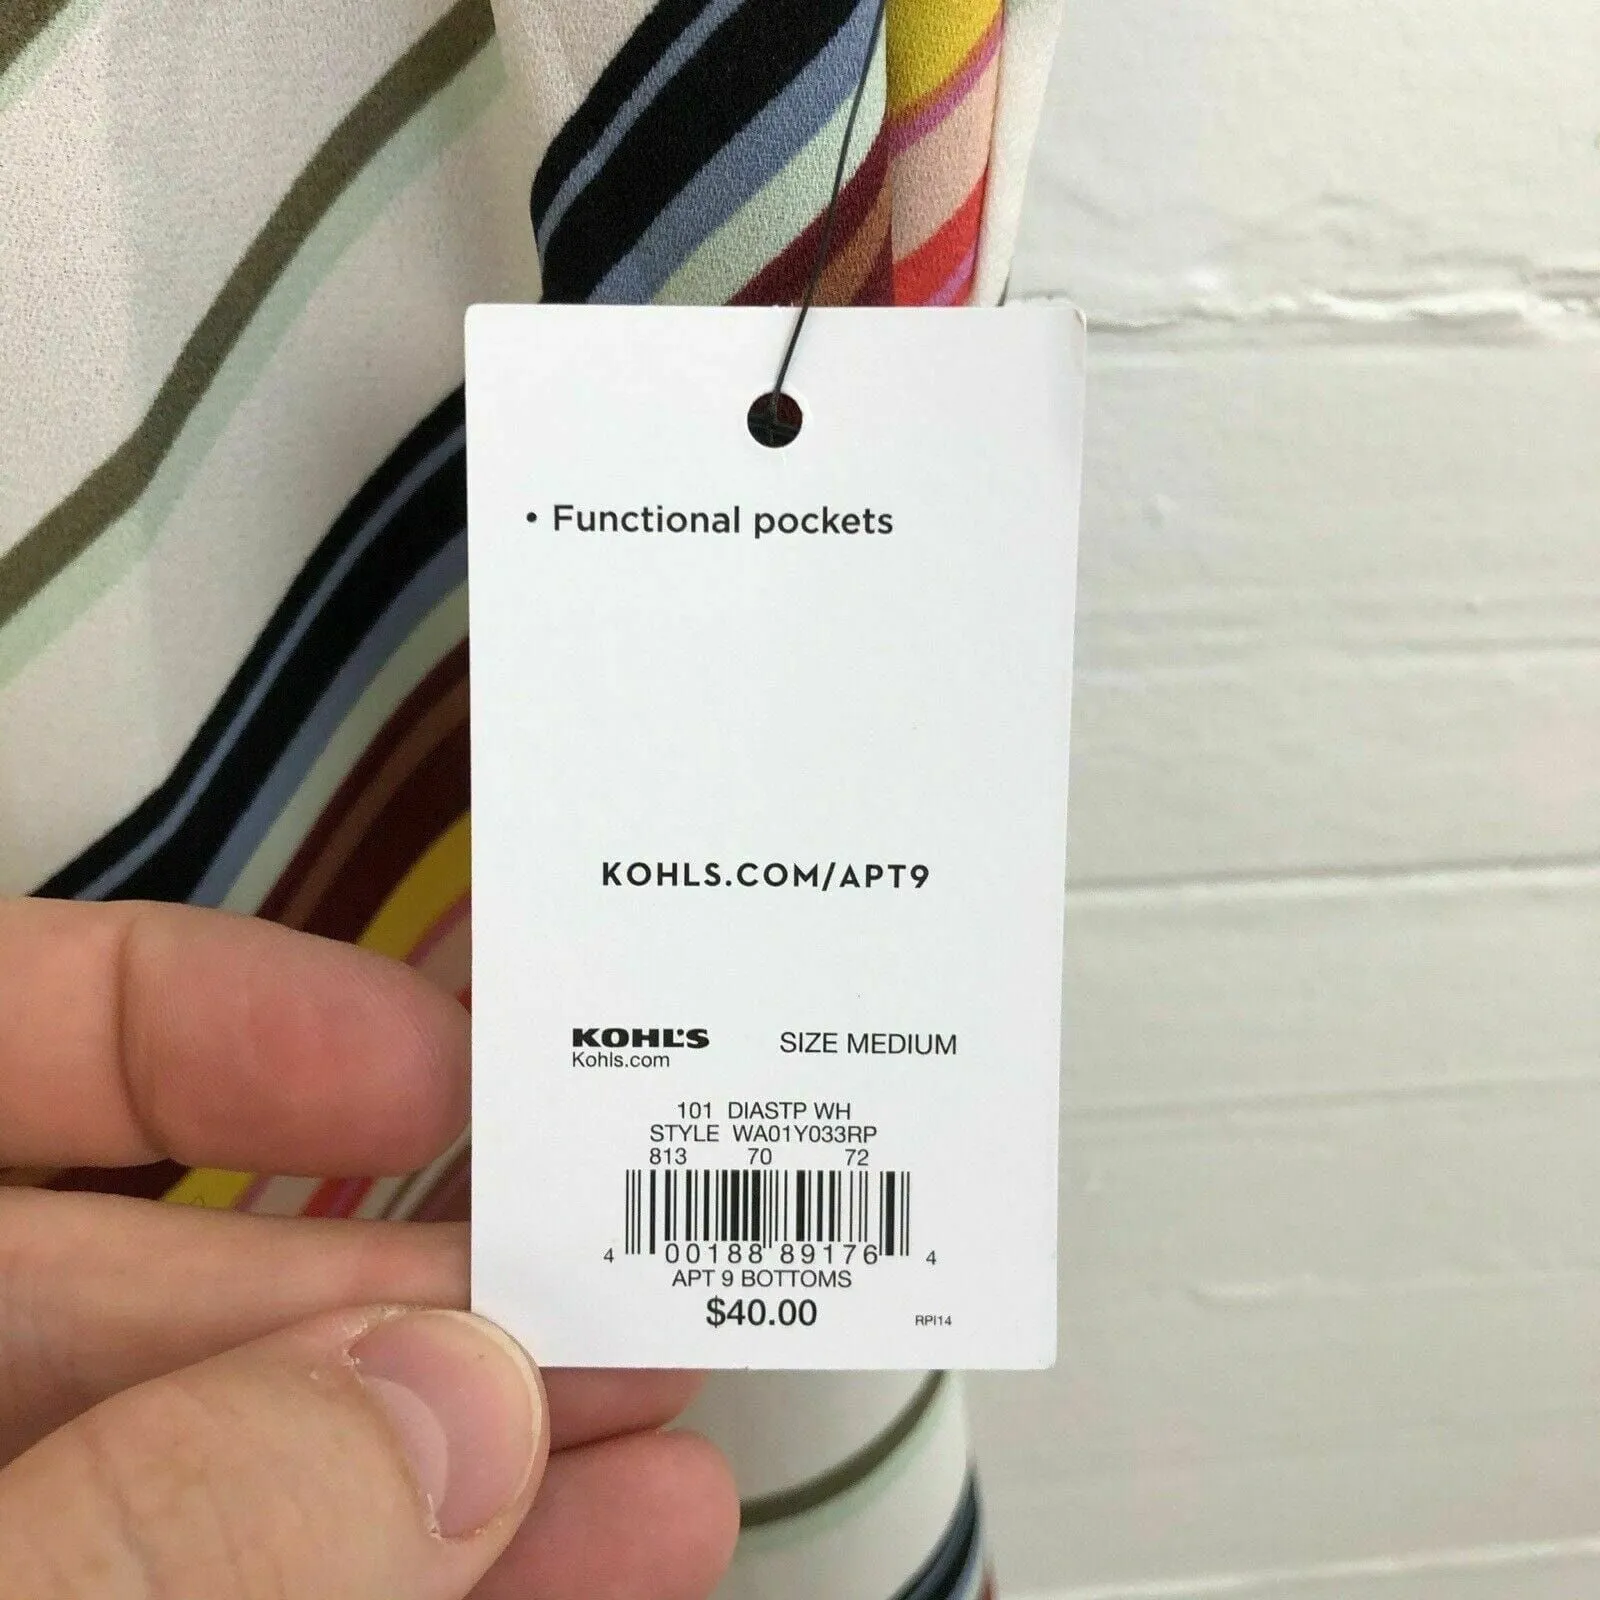 • Functional pockets
KOHLS.COM/APT9
KOHL'S
Kohls.com
SIZE MEDIUM
101 DIASTP WH
STYLE WA01Y033RP
813 70 72
4 00188 89176 4
APT 9 BOTTOMS
$40.00
RPI14